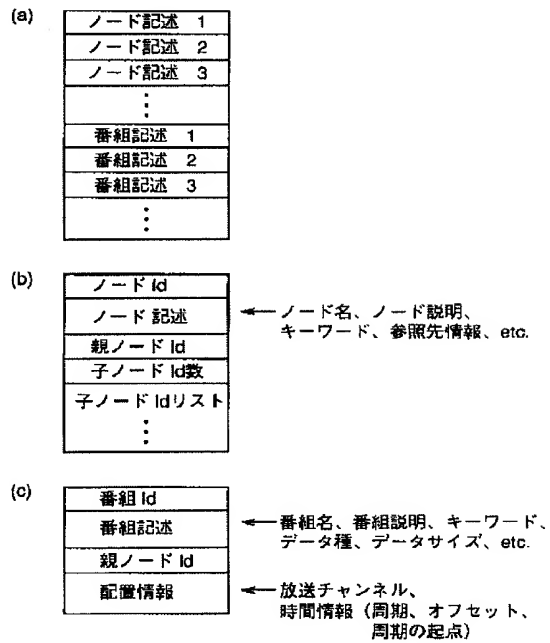 (a)
ノード記述 1
ノード記述 2
ノード記述 3
⋮
番組記述 1
番組記述 2
番組記述 3
⋮
(b)
ノード Id
ノード 記述
親ノード Id
子ノード Id数
子ノード Idリスト
⋮
ノード名、ノード説明、
キーワード、参照先情報、etc.
(c)
番組 Id
番組記述
親ノード Id
配置情報
番組名、番組説明、キーワード、
データ種、データサイズ、etc.
放送チャンネル、
時間情報（周期、オフセット、
周期の起点）